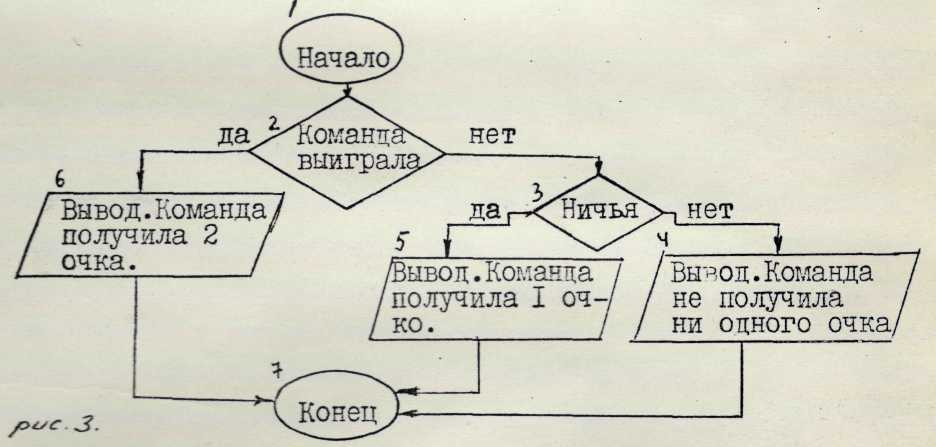 1
Начало
2
Команда
выиграла
да
нет
6
Вывод.Команда
получила 2
очка.
3
Ничья
да
нет
5
Вывод.Команда
получила I оч-
ко.
4
Вывод.Команда
не получила
ни одного очка
7
Конец
рис.3.